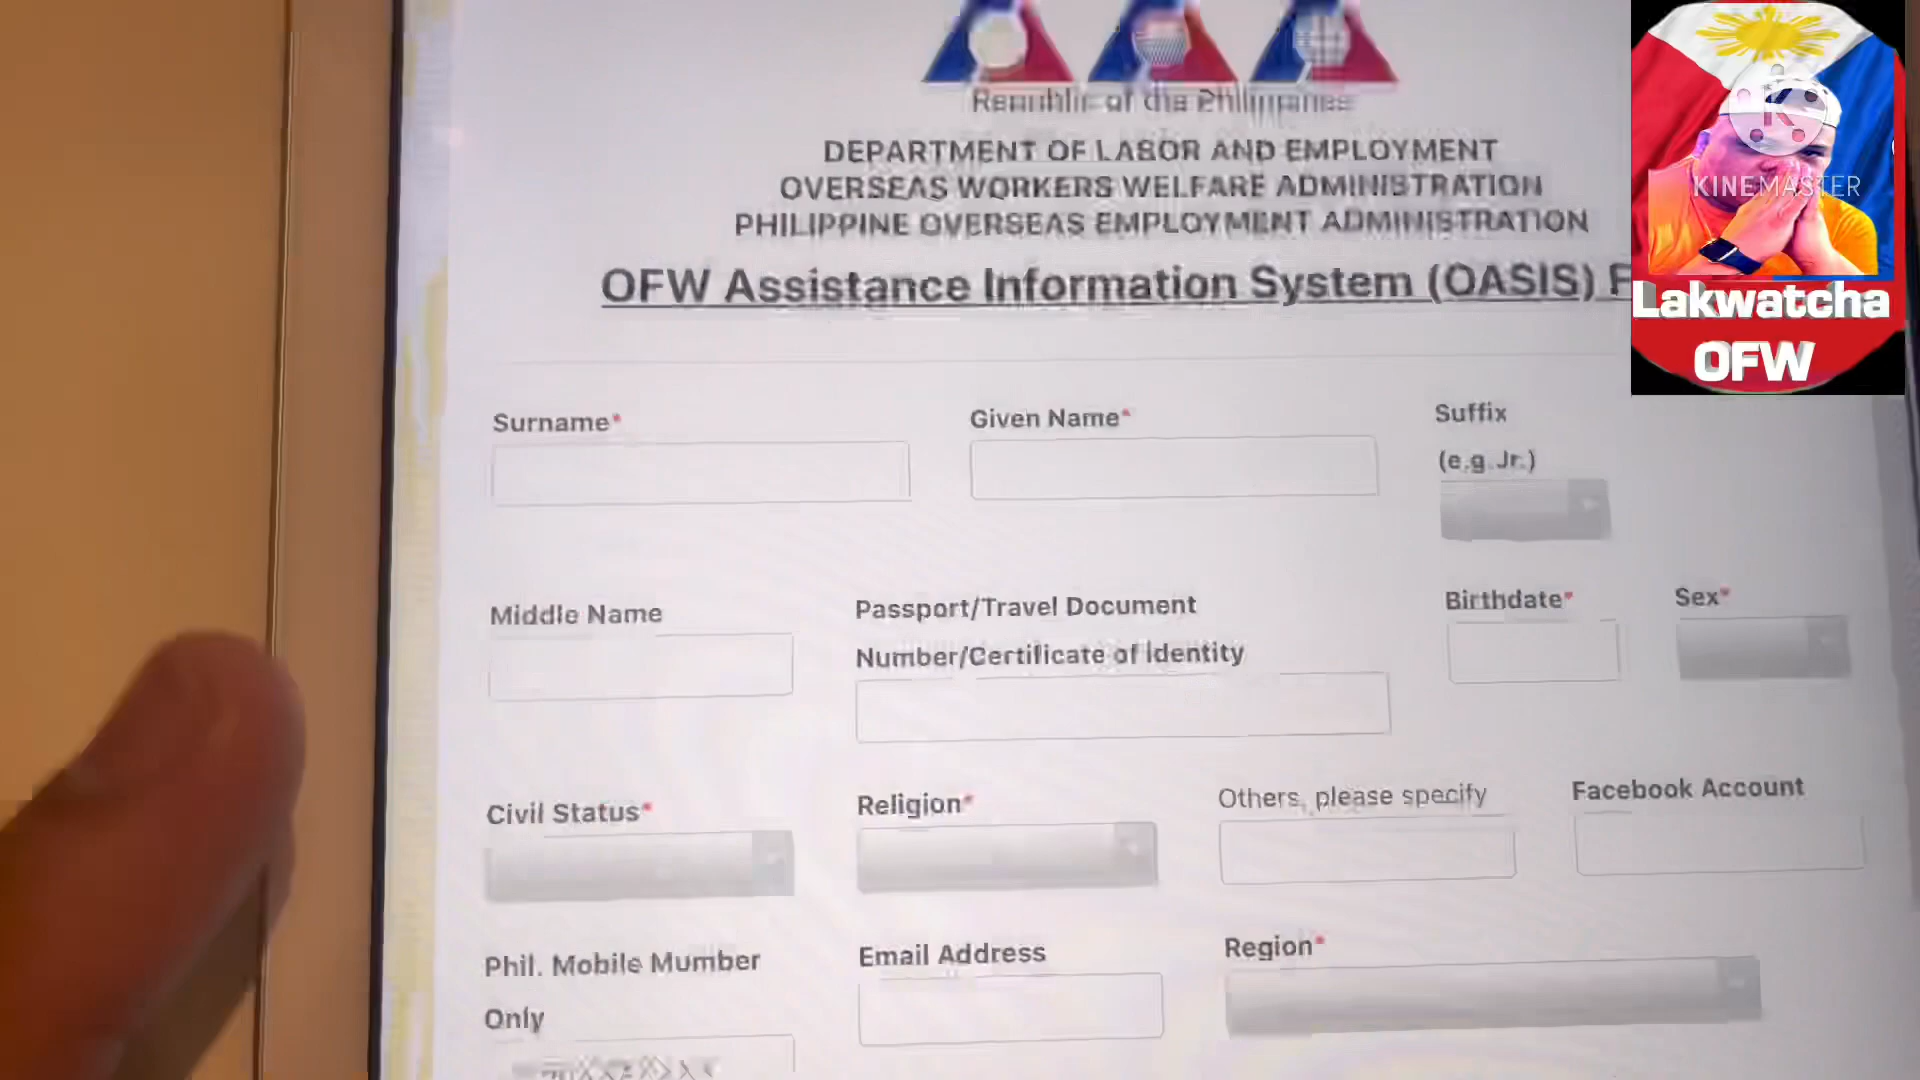 Republic of the Philippines
DEPARTMENT OF LABOR AND EMPLOYMENT
OVERSEAS WORKERS WELFARE ADMINISTRATION
PHILIPPINE OVERSEAS EMPLOYMENT ADMINISTRATION
OFW Assistance Information System (OASIS) F
KINEMASTER
Lakwatcha
OFW
Surname*
Given Name*
Suffix
(e.g.Jr.)
Middle Name
Passport/Travel Document
Number/Certificate of Identity
Birthdate*
Sex*
Civil Status*
Religion*
Others, please specify
Facebook Account
Phil. Mobile Mumber
Only
Email Address
Region*